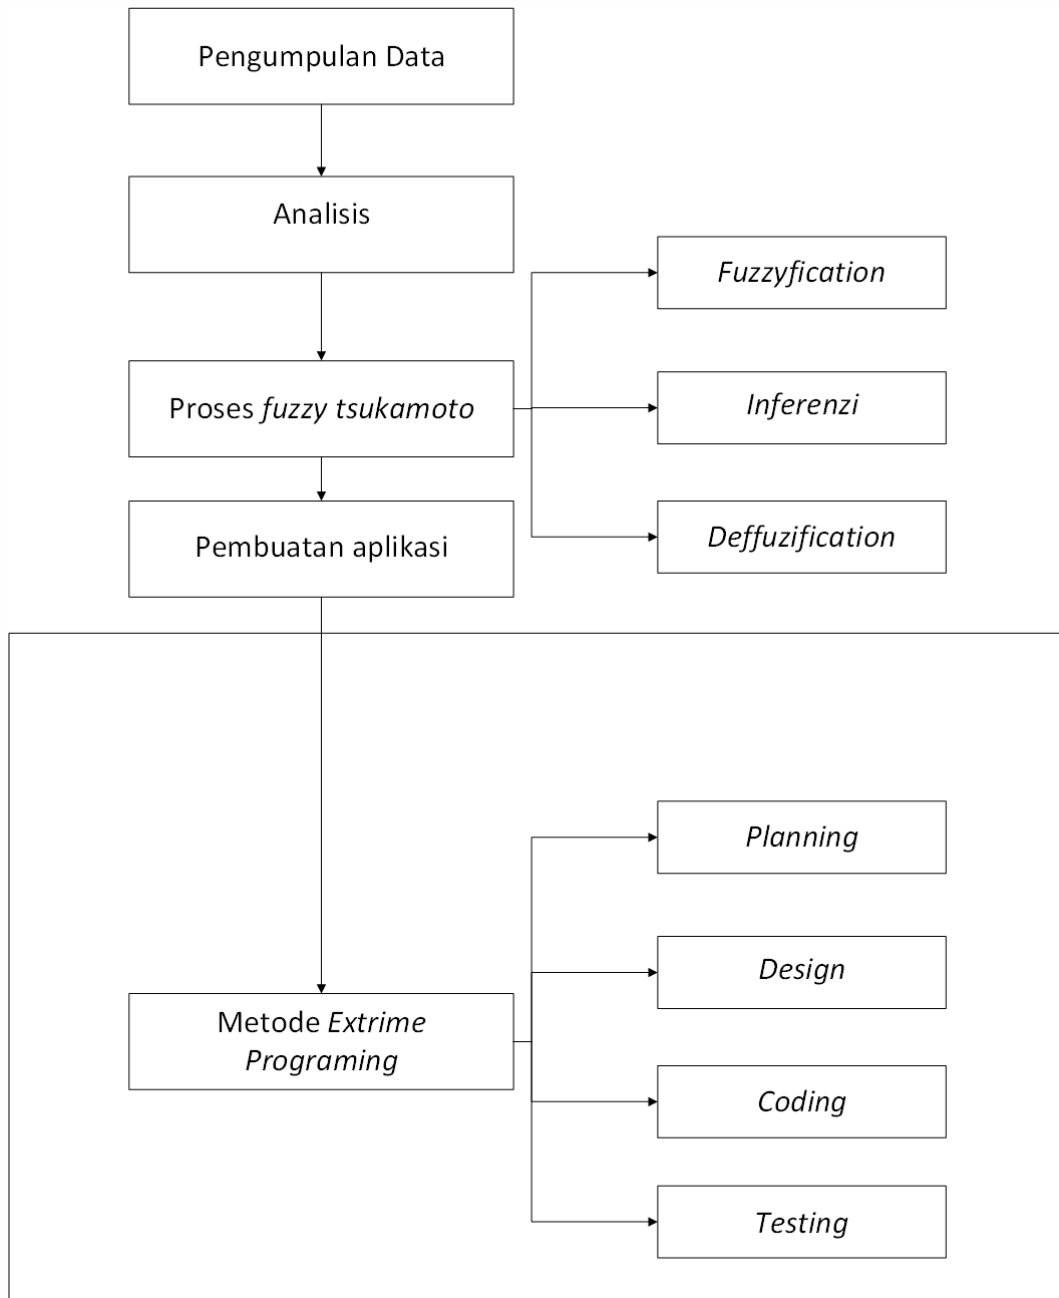 Pengumpulan Data
Analisis
Fuzzyfication
Proses fuzzy tsukamoto
Inferenzi
Pembuatan aplikasi
Deffuzification
Planning
Design
Metode Extrime
Programing
Coding
Testing